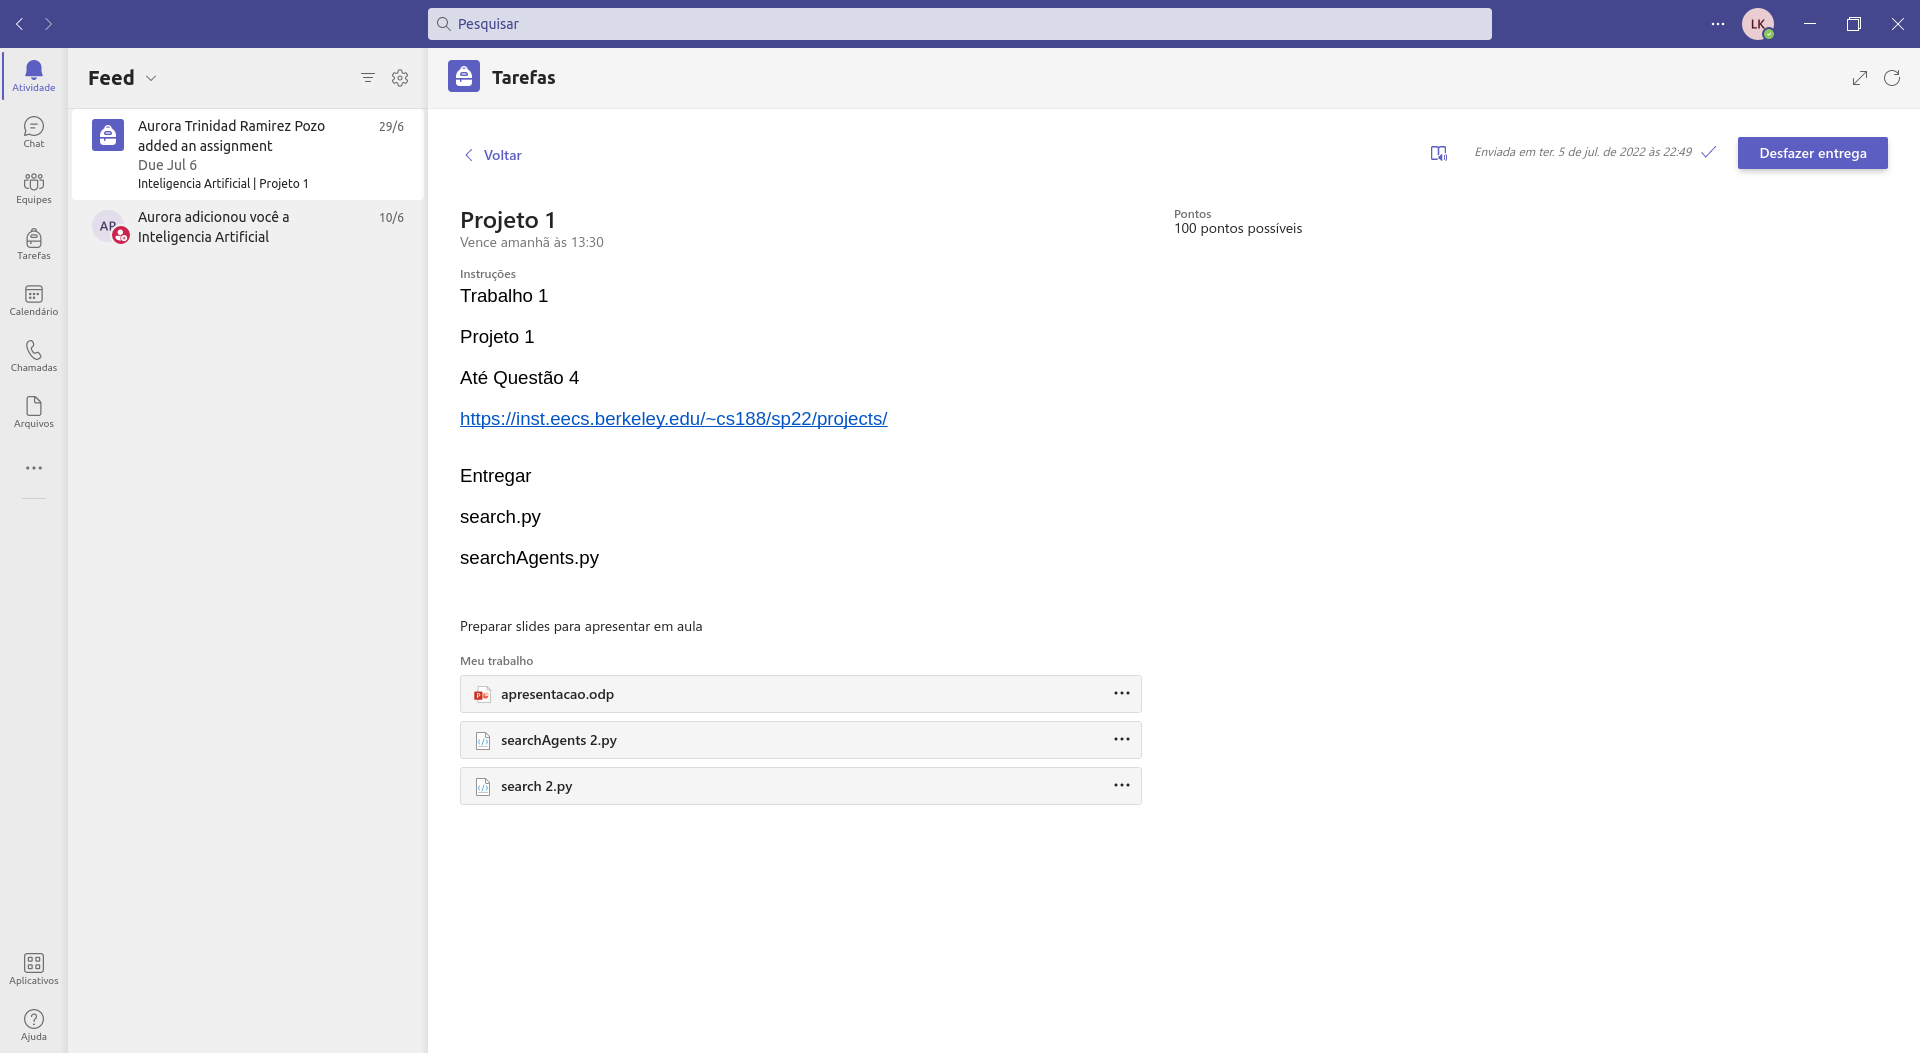 Pesquisar
LK
Atividade
Chat
Equipes
Tarefas
Calendário
Chamadas
Arquivos
Aplicativos
Ajuda
Feed
Aurora Trinidad Ramirez Pozo
added an assignment
29/6
Due Jul 6
Inteligencia Artificial | Projeto 1
AP
Aurora adicionou você a
Inteligencia Artificial
10/6
Tarefas
Voltar
Enviada em ter. 5 de jul. de 2022 às 22:49
Desfazer entrega
Projeto 1
Vence amanhã às 13:30
Pontos
100 pontos possíveis
Instruções
Trabalho 1
Projeto 1
Até Questão 4
https://inst.eecs.berkeley.edu/~cs188/sp22/projects/
Entregar
search.py
searchAgents.py
Preparar slides para apresentar em aula
Meu trabalho
apresentacao.odp
searchAgents 2.py
search 2.py